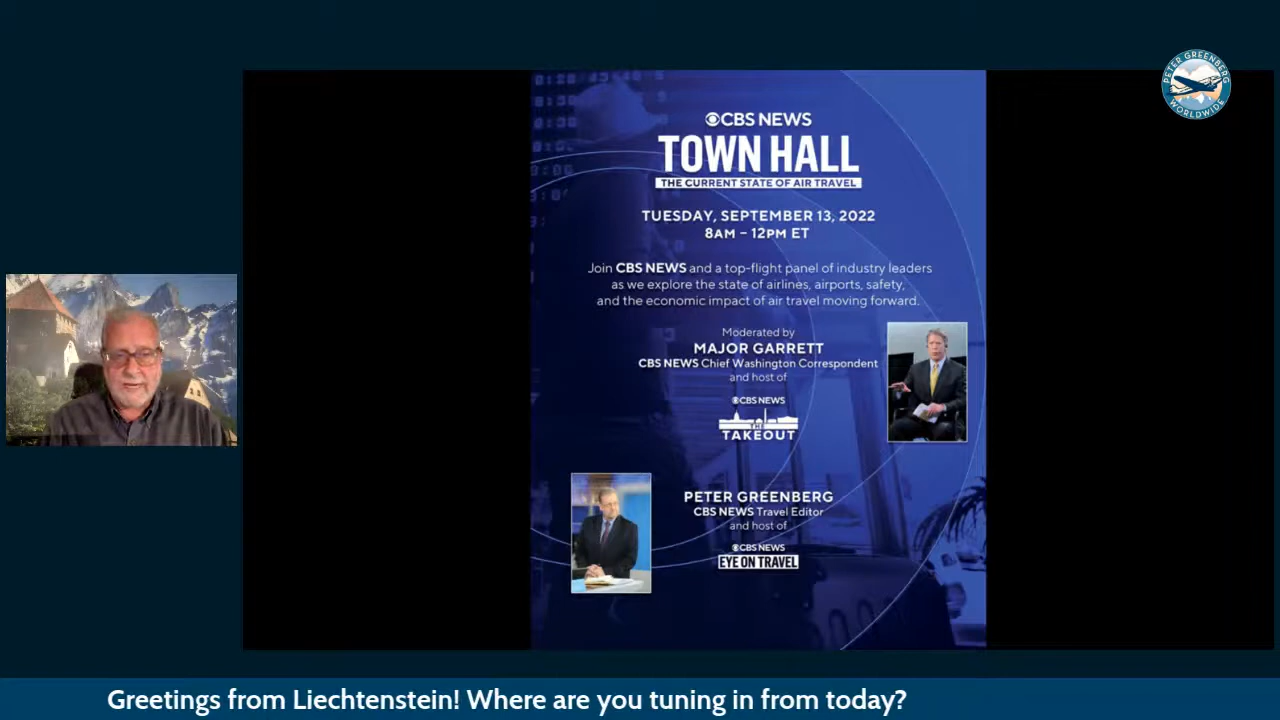 PETER GREENBERG
WORLDWIDE
CBS NEWS
TOWN HALL
THE CURRENT STATE OF AIR TRAVEL
TUESDAY, SEPTEMBER 13, 2022
8AM – 12PM ET
Join CBS NEWS and a top-flight panel of industry leaders
as we explore the state of airlines, airports, safety,
and the economic impact of air travel moving forward.
Moderated by
MAJOR GARRETT
CBS NEWS Chief Washington Correspondent
and host of
CBS NEWS
THE
TAKEOUT
PETER GREENBERG
CBS NEWS Travel Editor
and host of
CBS NEWS
EYE ON TRAVEL
Greetings from Liechtenstein! Where are you tuning in from today?